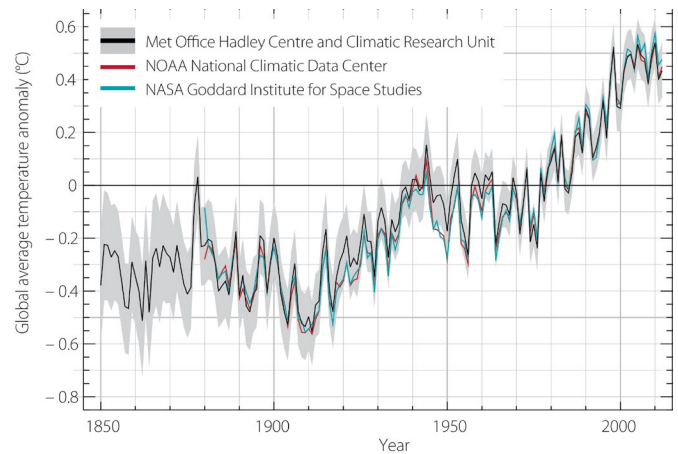 0.6
Met Office Hadley Centre and Climatic Research Unit
NOAA National Climatic Data Center
NASA Goddard Institute for Space Studies
0.4
0.2
0
– 0.2
– 0.4
– 0.6
– 0.8
Global average temperature anomaly (°C)
1850
1900
1950
2000
Year